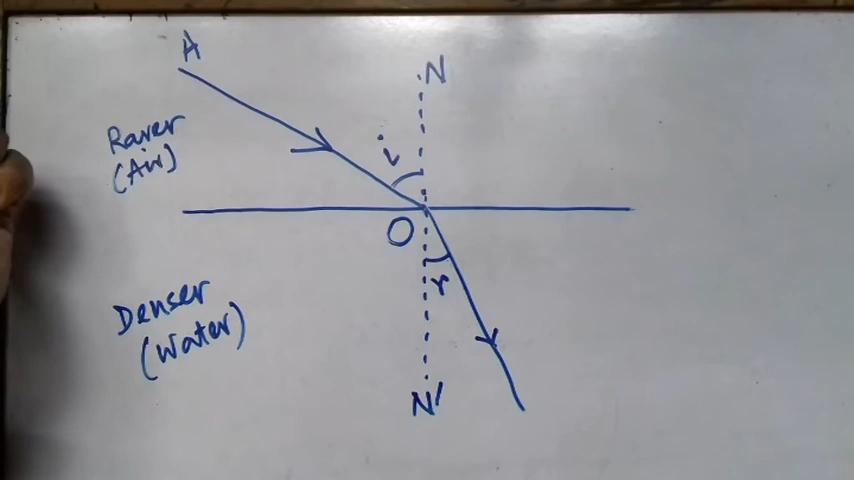 A
N
Rarer
(Air)
i
O
r
Denser
(Water)
N'